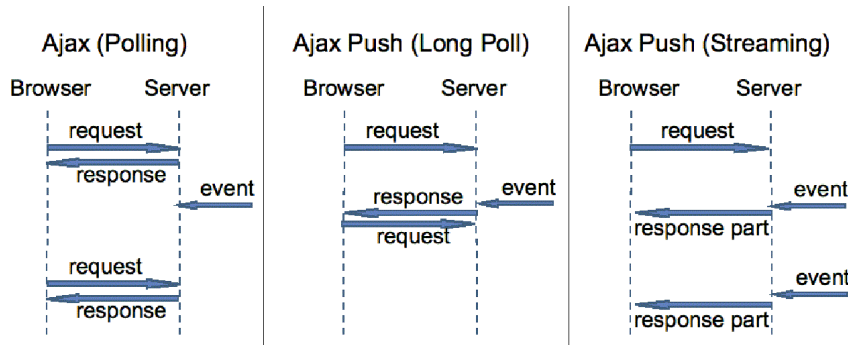 Ajax (Polling)
Browser Server
request
response
event
request
response
Ajax Push (Long Poll)
Browser Server
request
event
response
request
Ajax Push (Streaming)
Browser Server
request
event
response part
event
response part